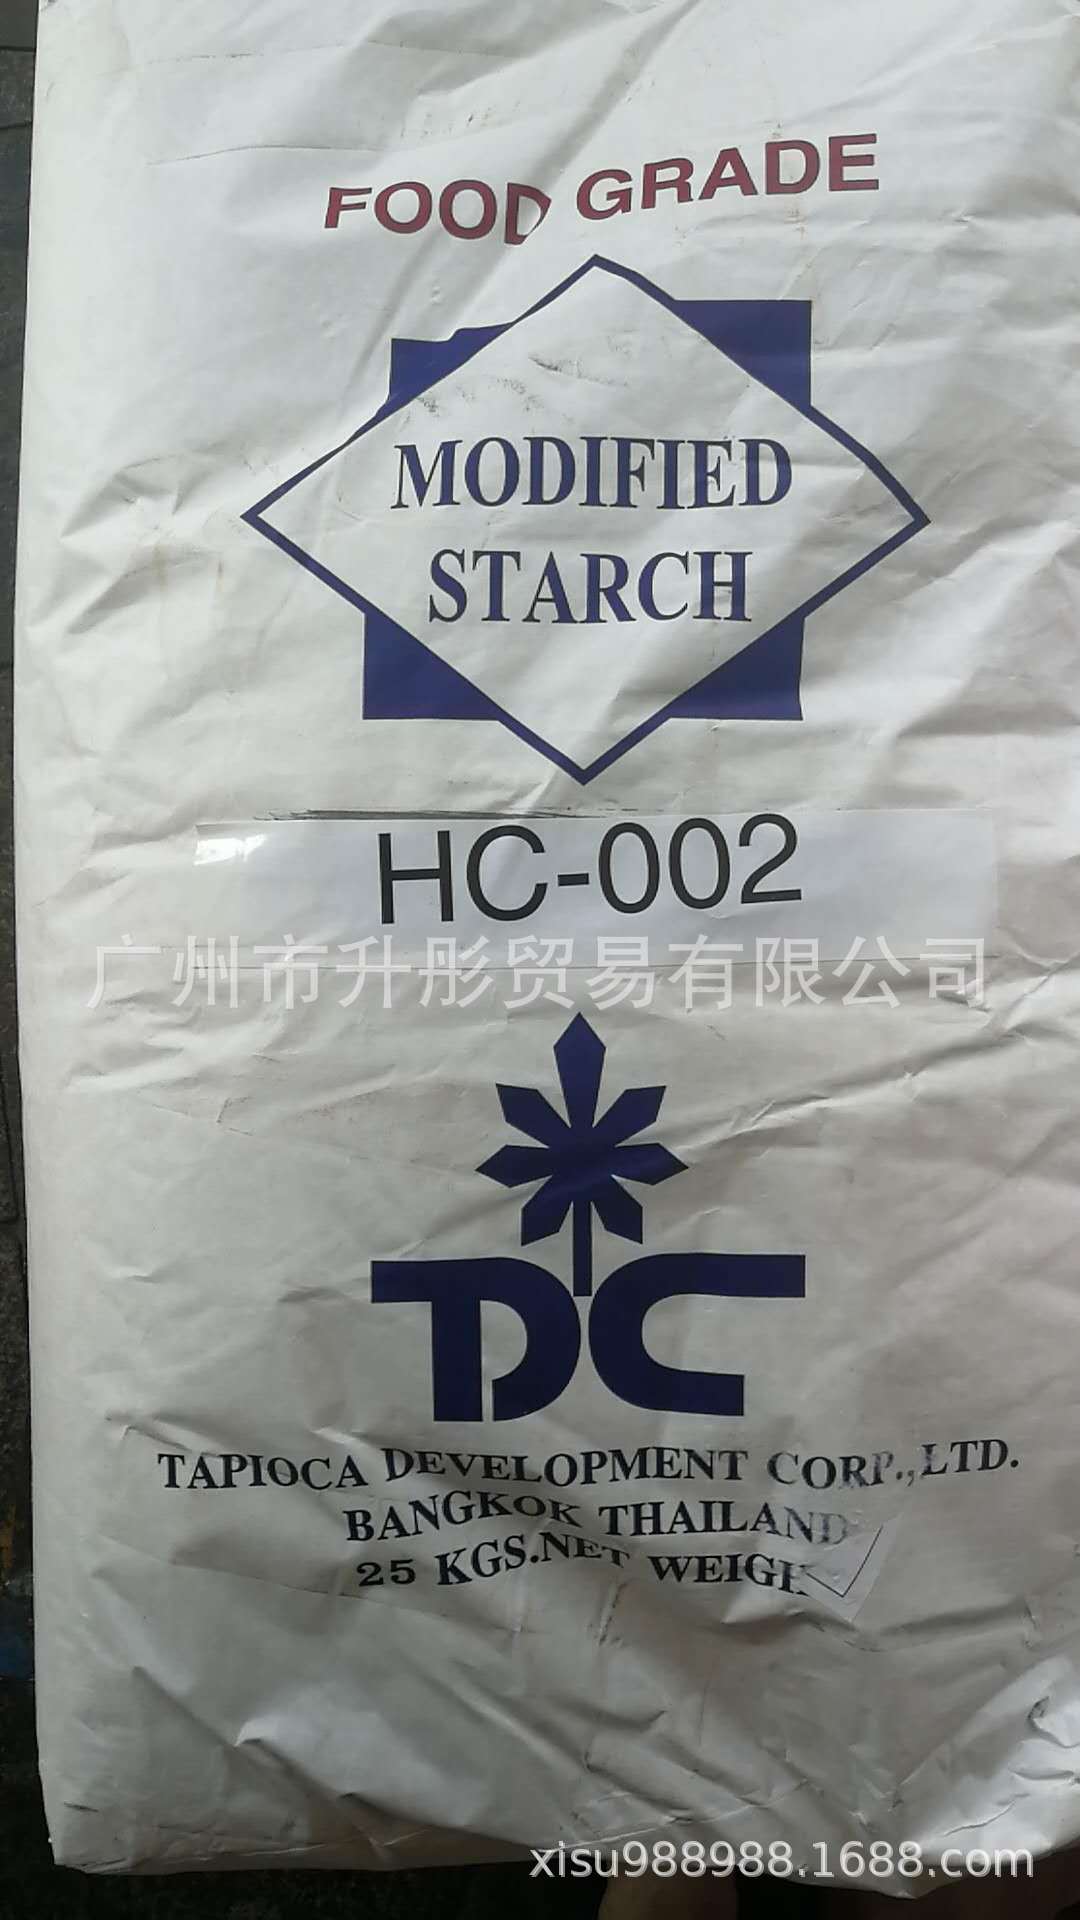 FOOD GRADE
MODIFIED
STARCH
HC-002
广州市升彤贸易有限公司
TDC
TAPIOCA DEVELOPMENT CORP.,LTD.
BANGKOK THAILAND
25 KGS.NET WEIGH
xisu988988.1688.com